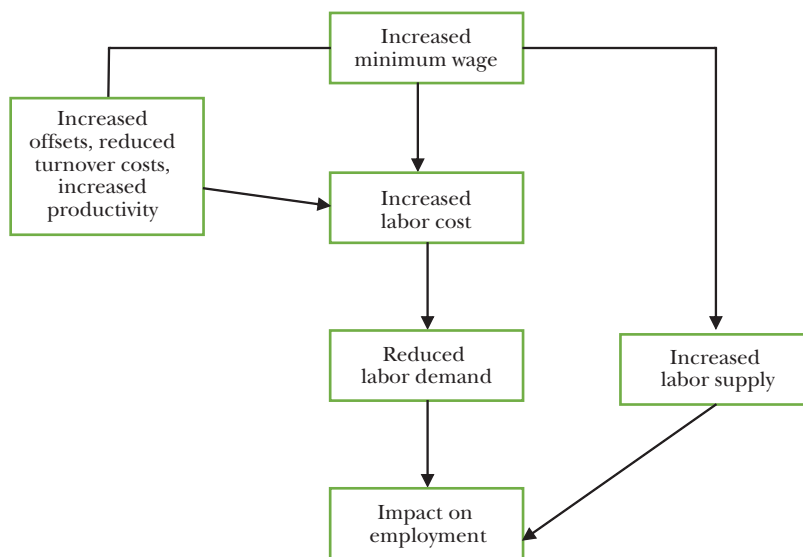 Increased
minimum wage
Increased
offsets, reduced
turnover costs,
increased
productivity
Increased
labor cost
Reduced
labor demand
Increased
labor supply
Impact on
employment